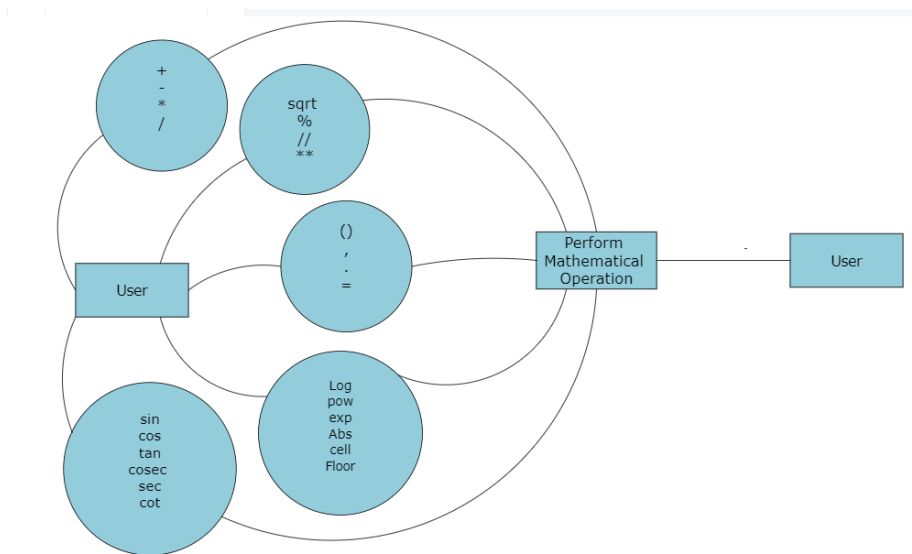 +
-
*
/
sqrt
%
//
**
()
,
.
=
User
Perform
Mathematical
Operation
-
User
Log
pow
exp
Abs
cell
Floor
sin
cos
tan
cosec
sec
cot